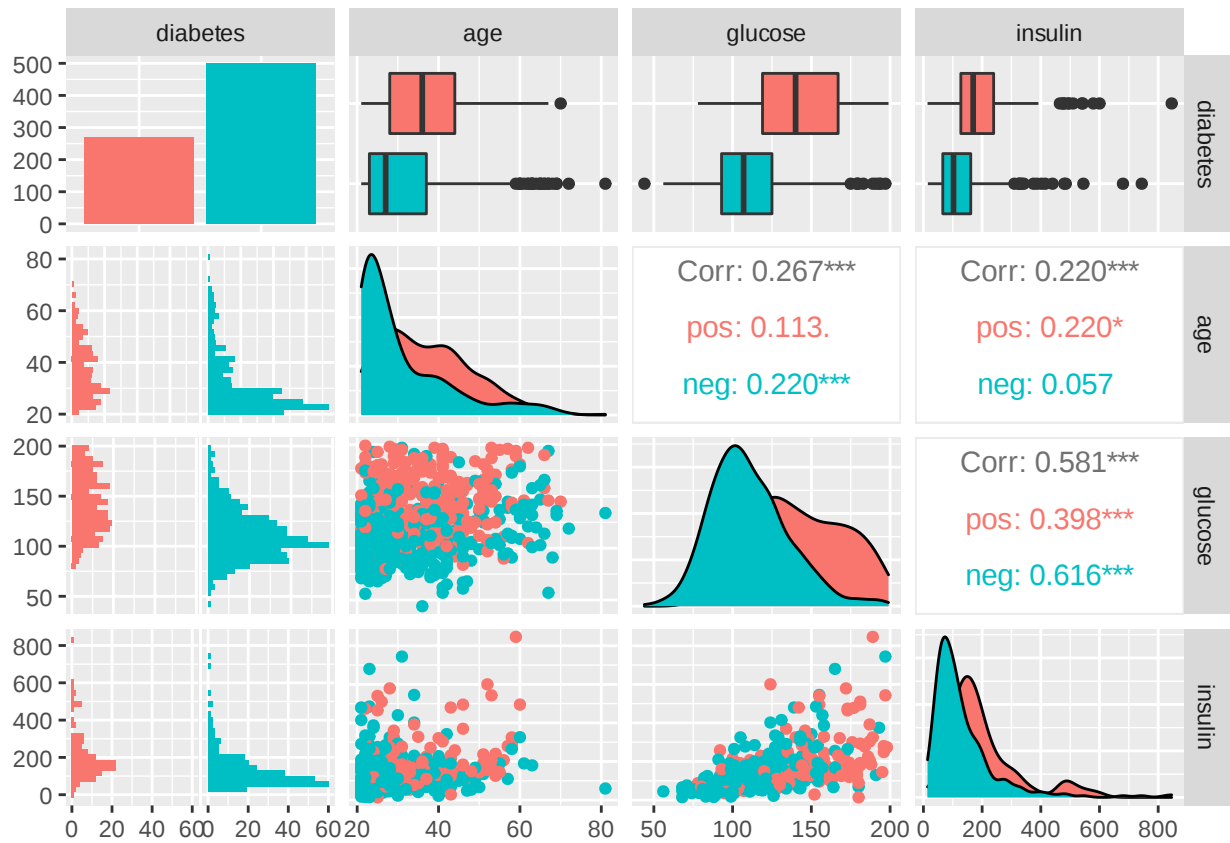 diabetes age glucose insulin
500
400
300
200
100
0
diabetes
80
60
40
20
Corr: 0.267***
pos: 0.113.
neg: 0.220***
Corr: 0.220***
pos: 0.220*
neg: 0.057
age
200
150
100
50
Corr: 0.581***
pos: 0.398***
neg: 0.616***
glucose
800
600
400
200
0
insulin
0 20 40 60 0 20 40 60 20 40 60 80 50 100 150 200 0 200 400 600 800